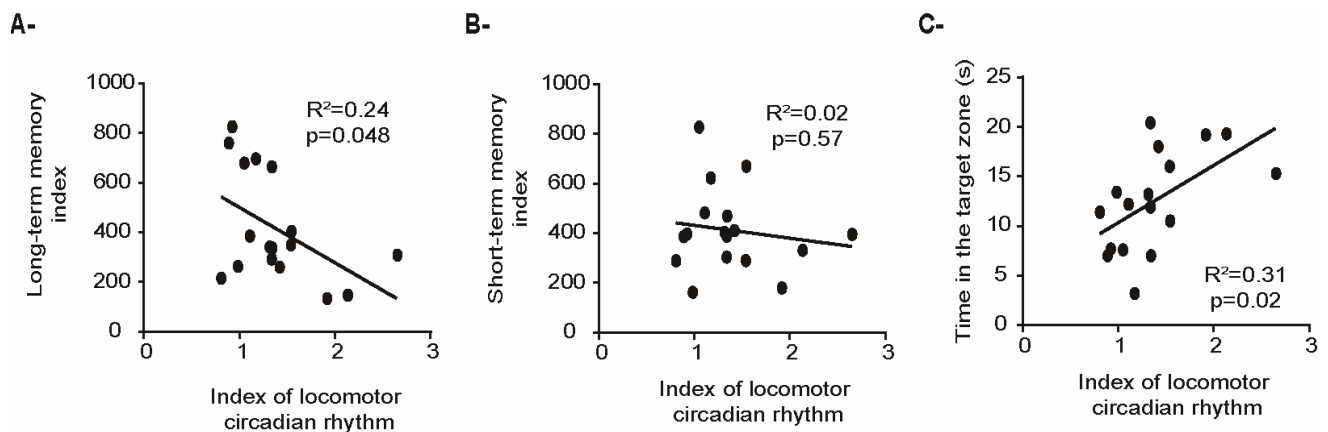 A-
Long-term memory
index
1000
800
600
400
200
0
0
1
2
3
R²=0.24
p=0.048
Index of locomotor
circadian rhythm
B-
Short-term memory
index
1000
800
600
400
200
0
0
1
2
3
R²=0.02
p=0.57
Index of locomotor
circadian rhythm
C-
Time in the target zone (s)
25
20
15
10
5
0
0
1
2
3
R²=0.31
p=0.02
Index of locomotor
circadian rhythm